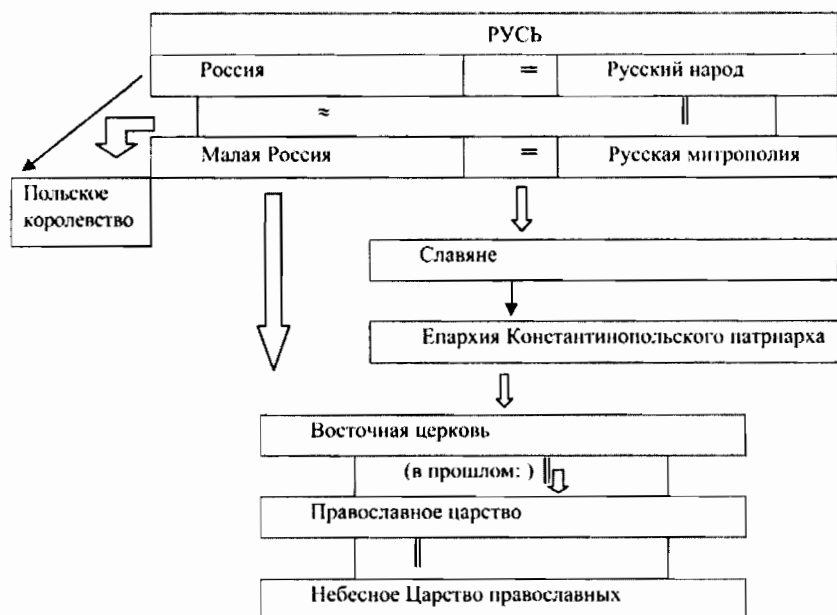 РУСЬ
Россия = Русский народ
≈ ||
Малая Россия = Русская митрополия
Польское
королевство
Славяне
Епархия Константинопольского патриарха
Восточная церковь
(в прошлом: ) ||
Православное царство
||
Небесное Царство православных